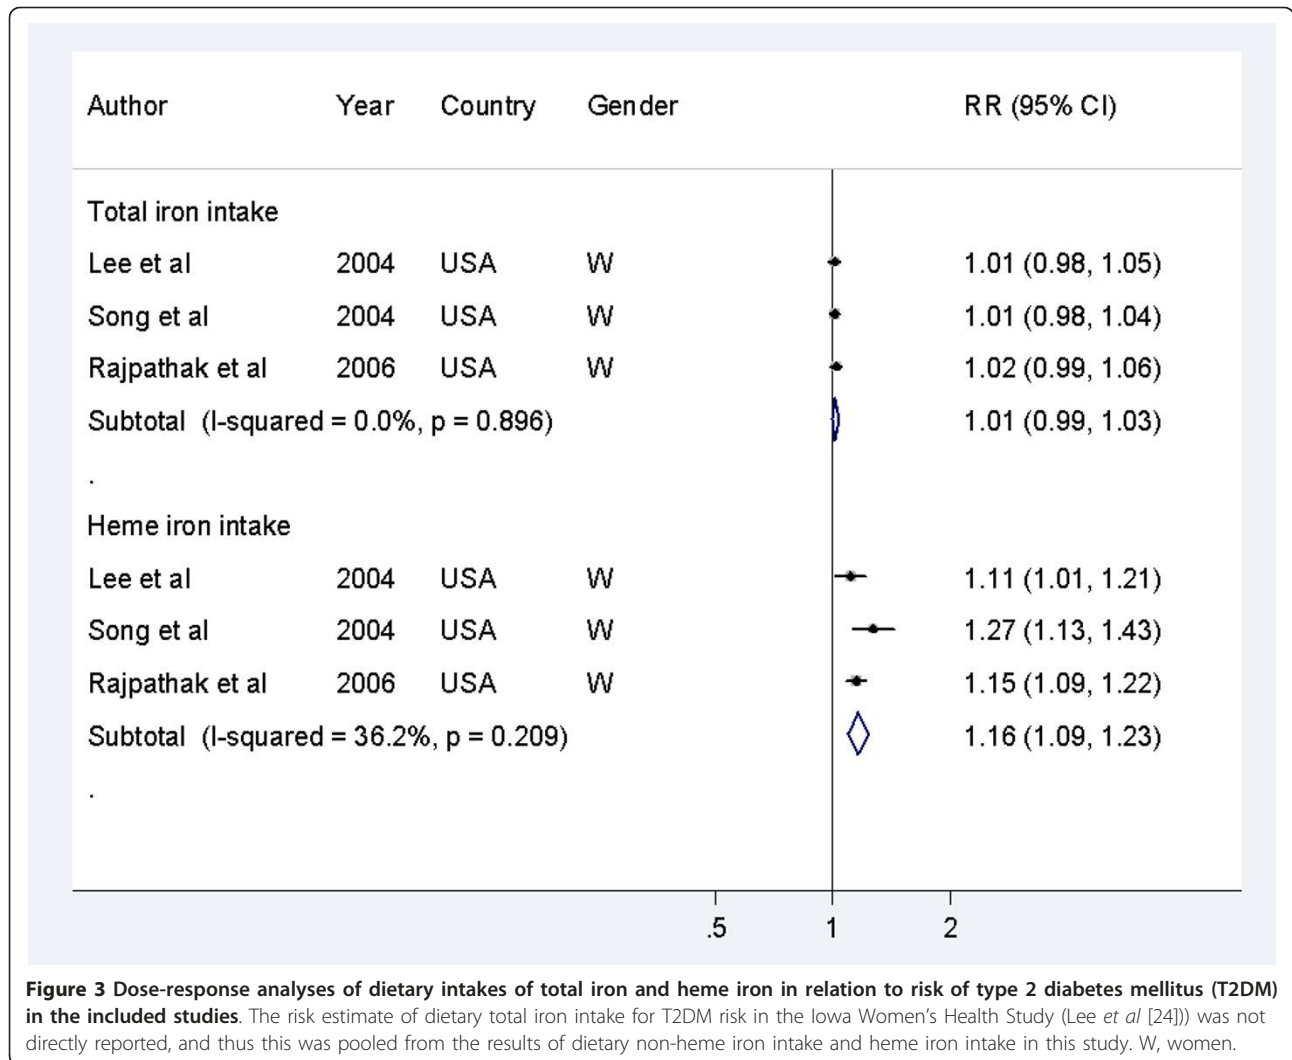 Author Year Country Gender RR (95% CI)
Total iron intake
Lee et al 2004 USA W 1.01 (0.98, 1.05)
Song et al 2004 USA W 1.01 (0.98, 1.04)
Rajpathak et al 2006 USA W 1.02 (0.99, 1.06)
Subtotal (I-squared = 0.0%, p = 0.896) 1.01 (0.99, 1.03)
.
Heme iron intake
Lee et al 2004 USA W 1.11 (1.01, 1.21)
Song et al 2004 USA W 1.27 (1.13, 1.43)
Rajpathak et al 2006 USA W 1.15 (1.09, 1.22)
Subtotal (I-squared = 36.2%, p = 0.209) 1.16 (1.09, 1.23)
.
.5 1 2
Figure 3 Dose-response analyses of dietary intakes of total iron and heme iron in relation to risk of type 2 diabetes mellitus (T2DM)
in the included studies. The risk estimate of dietary total iron intake for T2DM risk in the Iowa Women's Health Study (Lee et al [24])) was not
directly reported, and thus this was pooled from the results of dietary non-heme iron intake and heme iron intake in this study. W, women.